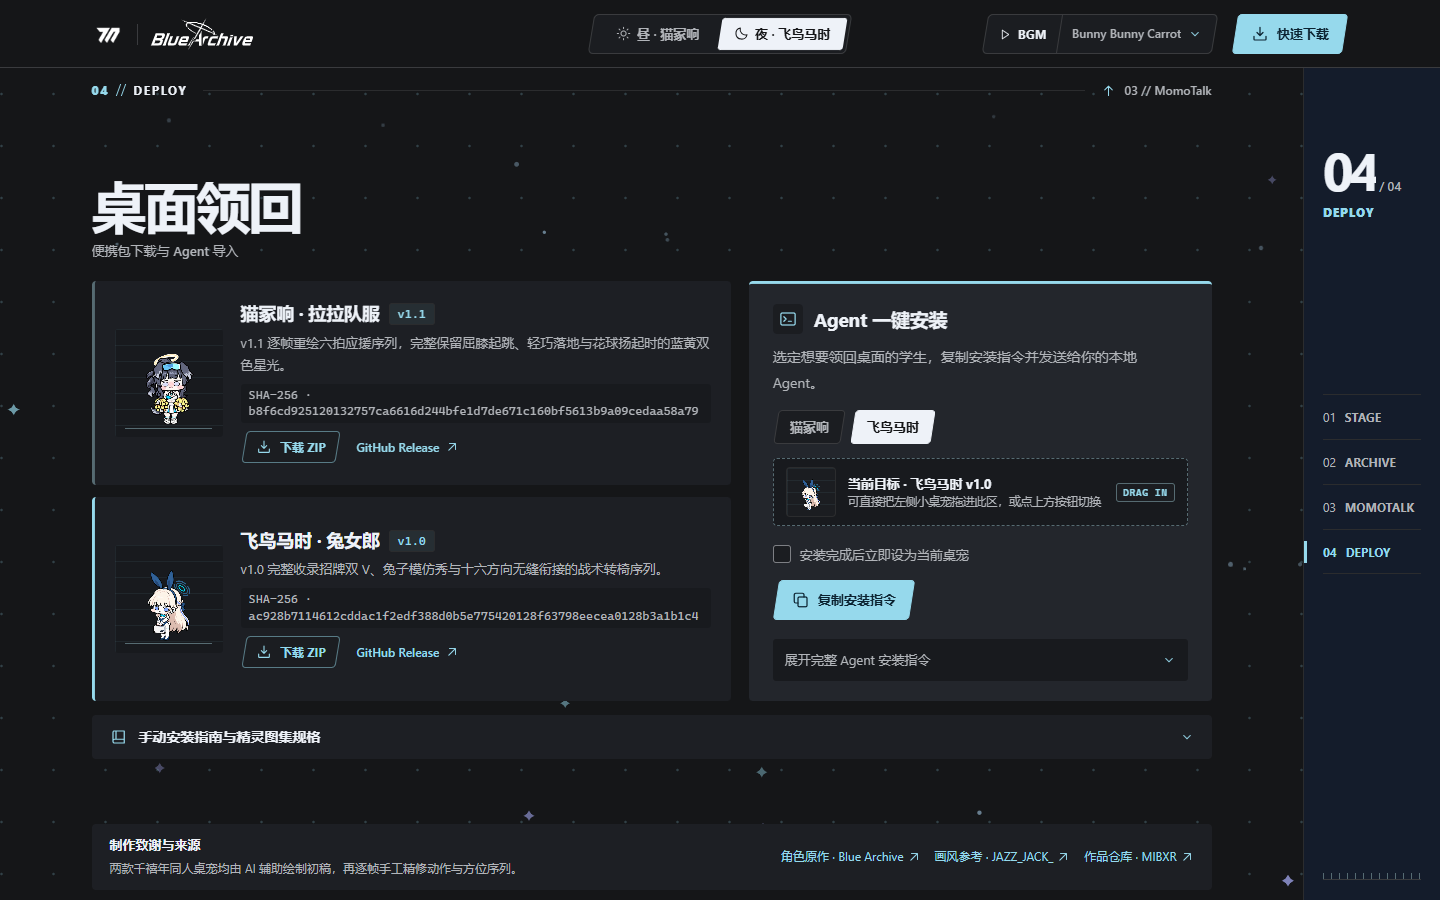 Blue Archive
昼 · 猫冢响
夜 · 飞鸟马时
BGM
Bunny Bunny Carrot
快速下载
04 // DEPLOY
03 // MomoTalk
桌面领回
便携包下载与 Agent 导入
猫冢响 · 拉拉队服
v1.1
v1.1 逐帧重绘六拍应援序列，完整保留屈膝起跳、轻巧落地与花球扬起时的蓝黄双
色星光。
SHA-256 ·
b8f6cd925120132757ca6616d244bfe1d7de671c160bf5613b9a09cedaa58a79
下载 ZIP
GitHub Release
飞鸟马时 · 兔女郎
v1.0
v1.0 完整收录招牌双 V、兔子模仿秀与十六方向无缝衔接的战术转椅序列。
SHA-256 ·
ac928b7114612cddac1f2edf388d0b5e775420128f63798eecea0128b3a1b1c4
下载 ZIP
GitHub Release
Agent 一键安装
选定想要领回桌面的学生，复制安装指令并发送给你的本地
Agent。
猫冢响
飞鸟马时
当前目标 · 飞鸟马时 v1.0
可直接把左侧小桌宠拖进此区，或点上方按钮切换
DRAG IN
安装完成后立即设为当前桌宠
复制安装指令
展开完整 Agent 安装指令
手动安装指南与精灵图集规格
制作致谢与来源
两款千禧年同人桌宠均由 AI 辅助绘制初稿，再逐帧手工精修动作与方位序列。
角色原作 · Blue Archive
画风参考 · JAZZ_JACK_
作品仓库 · MIBXR
04 / 04
DEPLOY
01 STAGE
02 ARCHIVE
03 MOMOTALK
04 DEPLOY